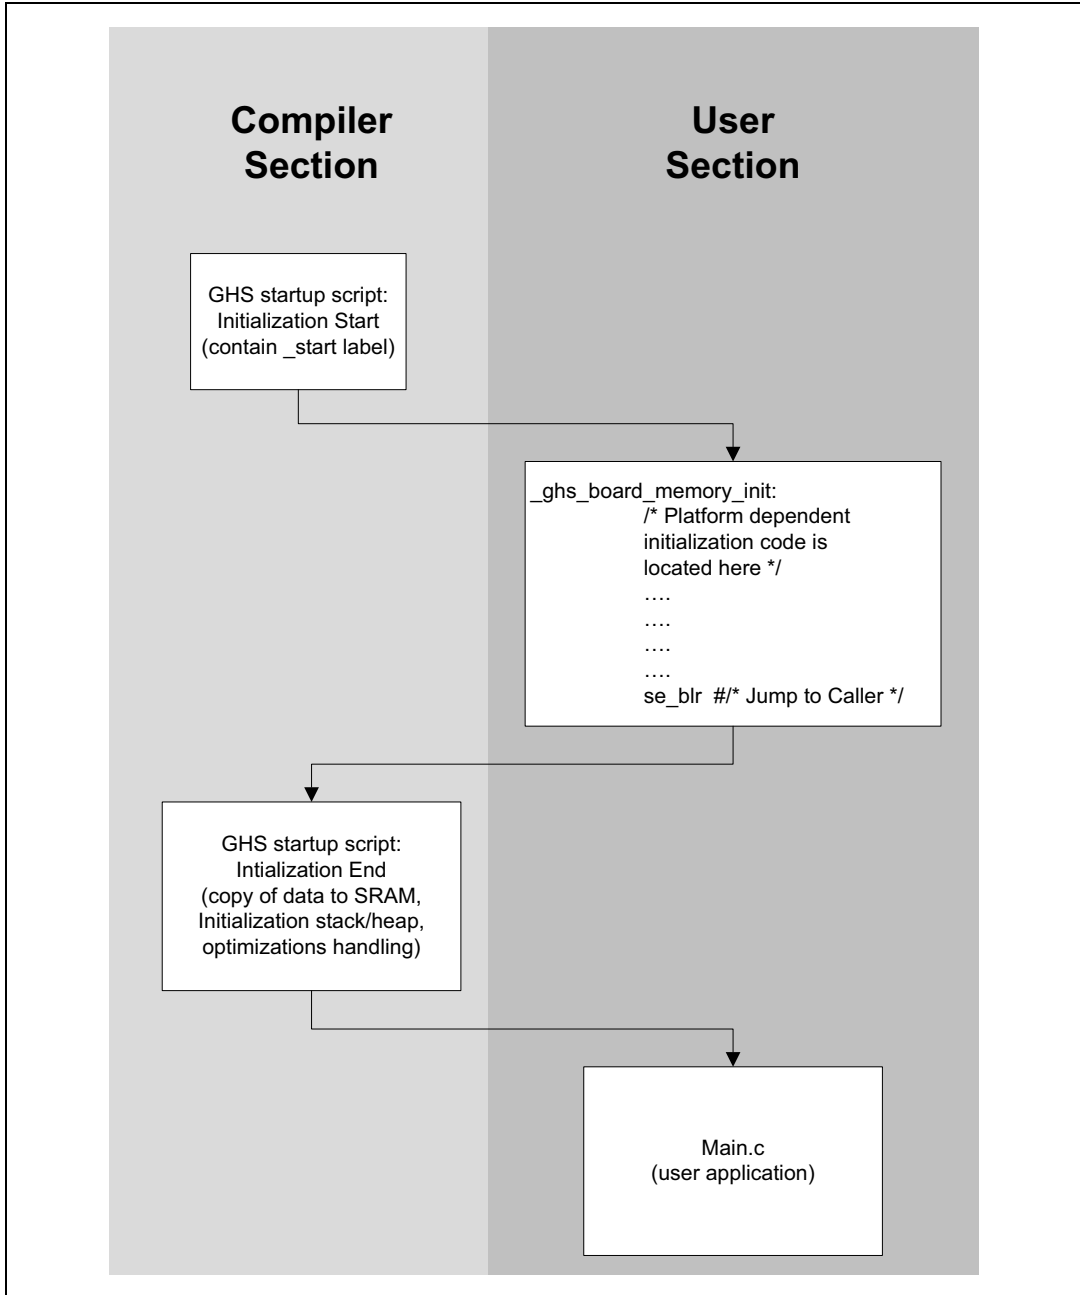 Compiler
Section
User
Section
GHS startup script:
Initialization Start
(contain _start label)
_ghs_board_memory_init:
/* Platform dependent
initialization code is
located here */
....
....
....
....
se_blr  #/* Jump to Caller */
GHS startup script:
Intialization End
(copy of data to SRAM,
Initialization stack/heap,
optimizations handling)
Main.c
(user application)